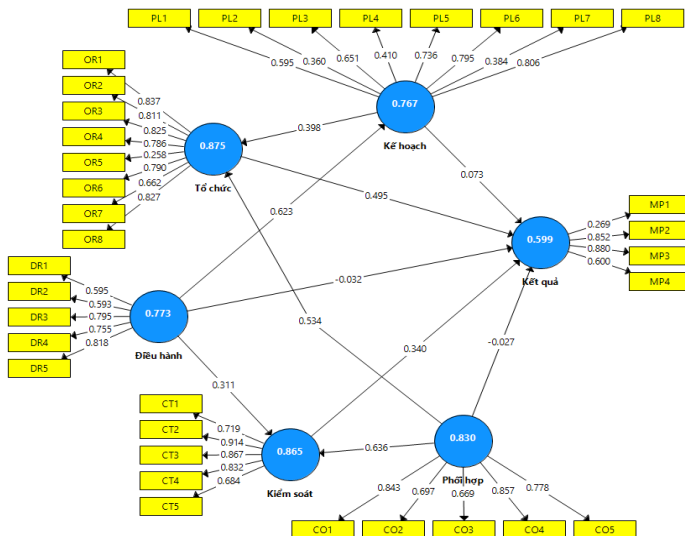 PL1 PL2 PL3 PL4 PL5 PL6 PL7 PL8
0.595 0.360 0.651 0.410 0.736 0.795 0.384 0.806
0.767
Kế hoạch
OR1
OR2
OR3
OR4
OR5
OR6
OR7
OR8
0.837
0.811
0.825
0.786
0.258
0.790
0.662
0.827
0.875
Tổ chức
0.398
0.073
0.495
0.623
MP1
MP2
MP3
MP4
0.269
0.852
0.880
0.600
0.599
Kết quả
-0.032
DR1
DR2
DR3
DR4
DR5
0.595
0.593
0.795
0.755
0.818
0.773
Điều hành
0.534
0.340
-0.027
0.311
CT1
CT2
CT3
CT4
CT5
0.719
0.914
0.867
0.832
0.684
0.865
Kiểm soát
0.636
0.830
Phối hợp
0.843 0.697 0.669 0.857 0.778
CO1 CO2 CO3 CO4 CO5